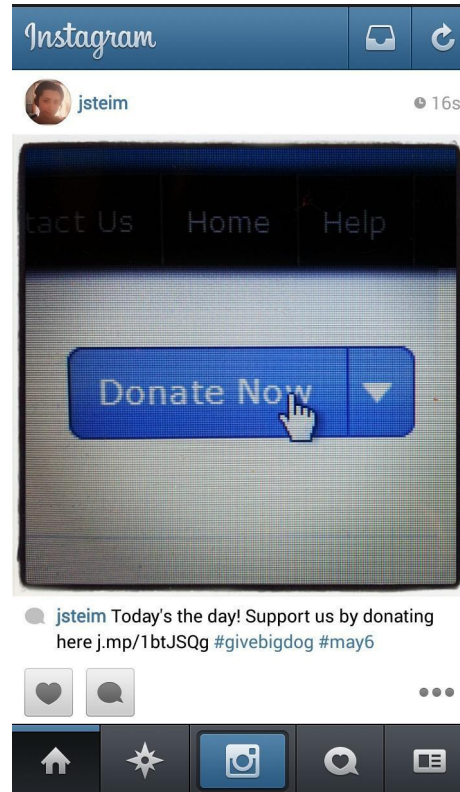 Instagram
jsteim
16s
tact Us Home Help
Donate Now
jsteim Today's the day! Support us by donating
here j.mp/1btJSQg #givebigdog #may6